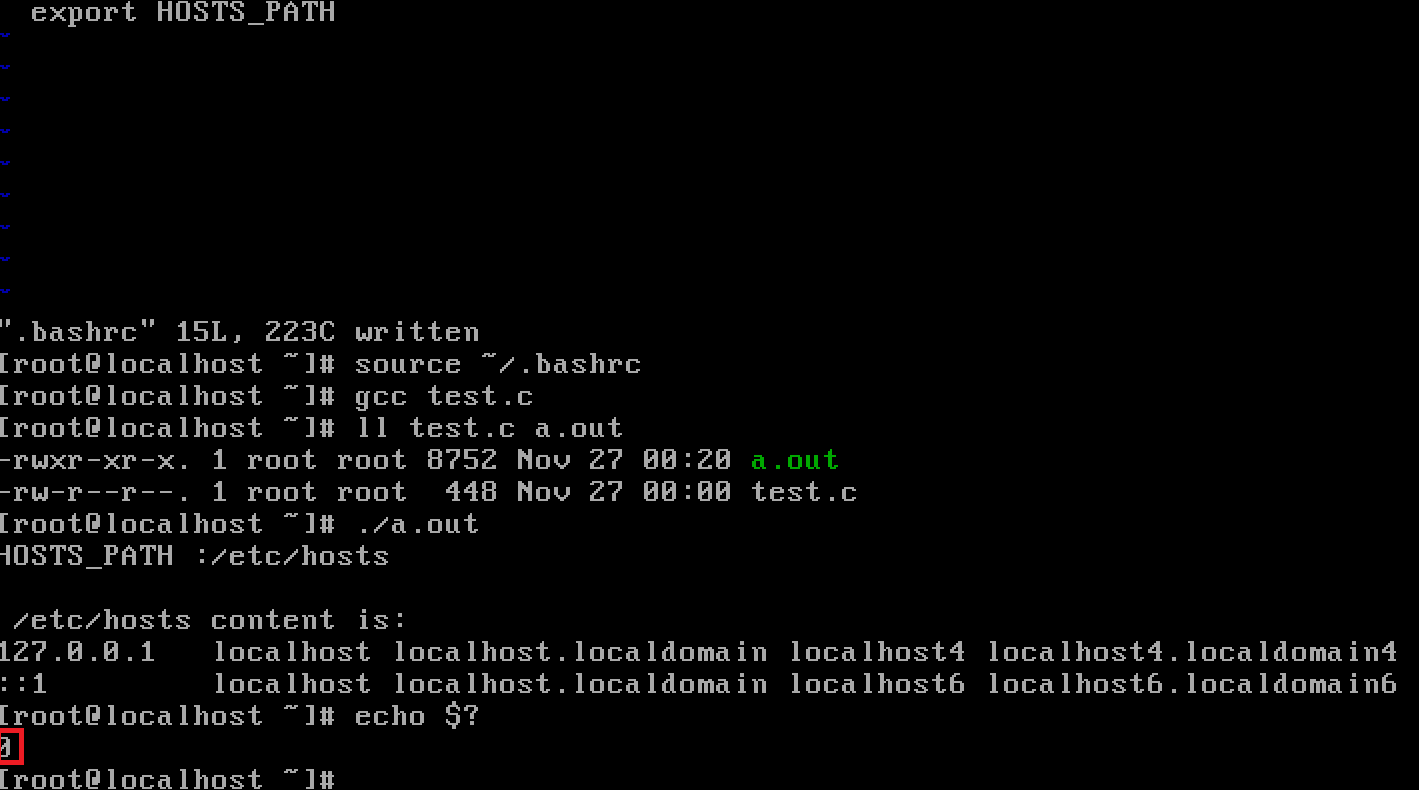 export HOSTS_PATH
~
~
~
~
~
~
~
~
~
".bashrc" 15L, 223C written
[root@localhost ~]# source ~/.bashrc
[root@localhost ~]# gcc test.c
[root@localhost ~]# ll test.c a.out
-rwxr-xr-x. 1 root root 8752 Nov 27 00:20 a.out
-rw-r--r--. 1 root root  448 Nov 27 00:00 test.c
[root@localhost ~]# ./a.out
HOSTS_PATH :/etc/hosts
/etc/hosts content is:
127.0.0.1   localhost localhost.localdomain localhost4 localhost4.localdomain4
::1         localhost localhost.localdomain localhost6 localhost6.localdomain6
[root@localhost ~]# echo $?
0
[root@localhost ~]#